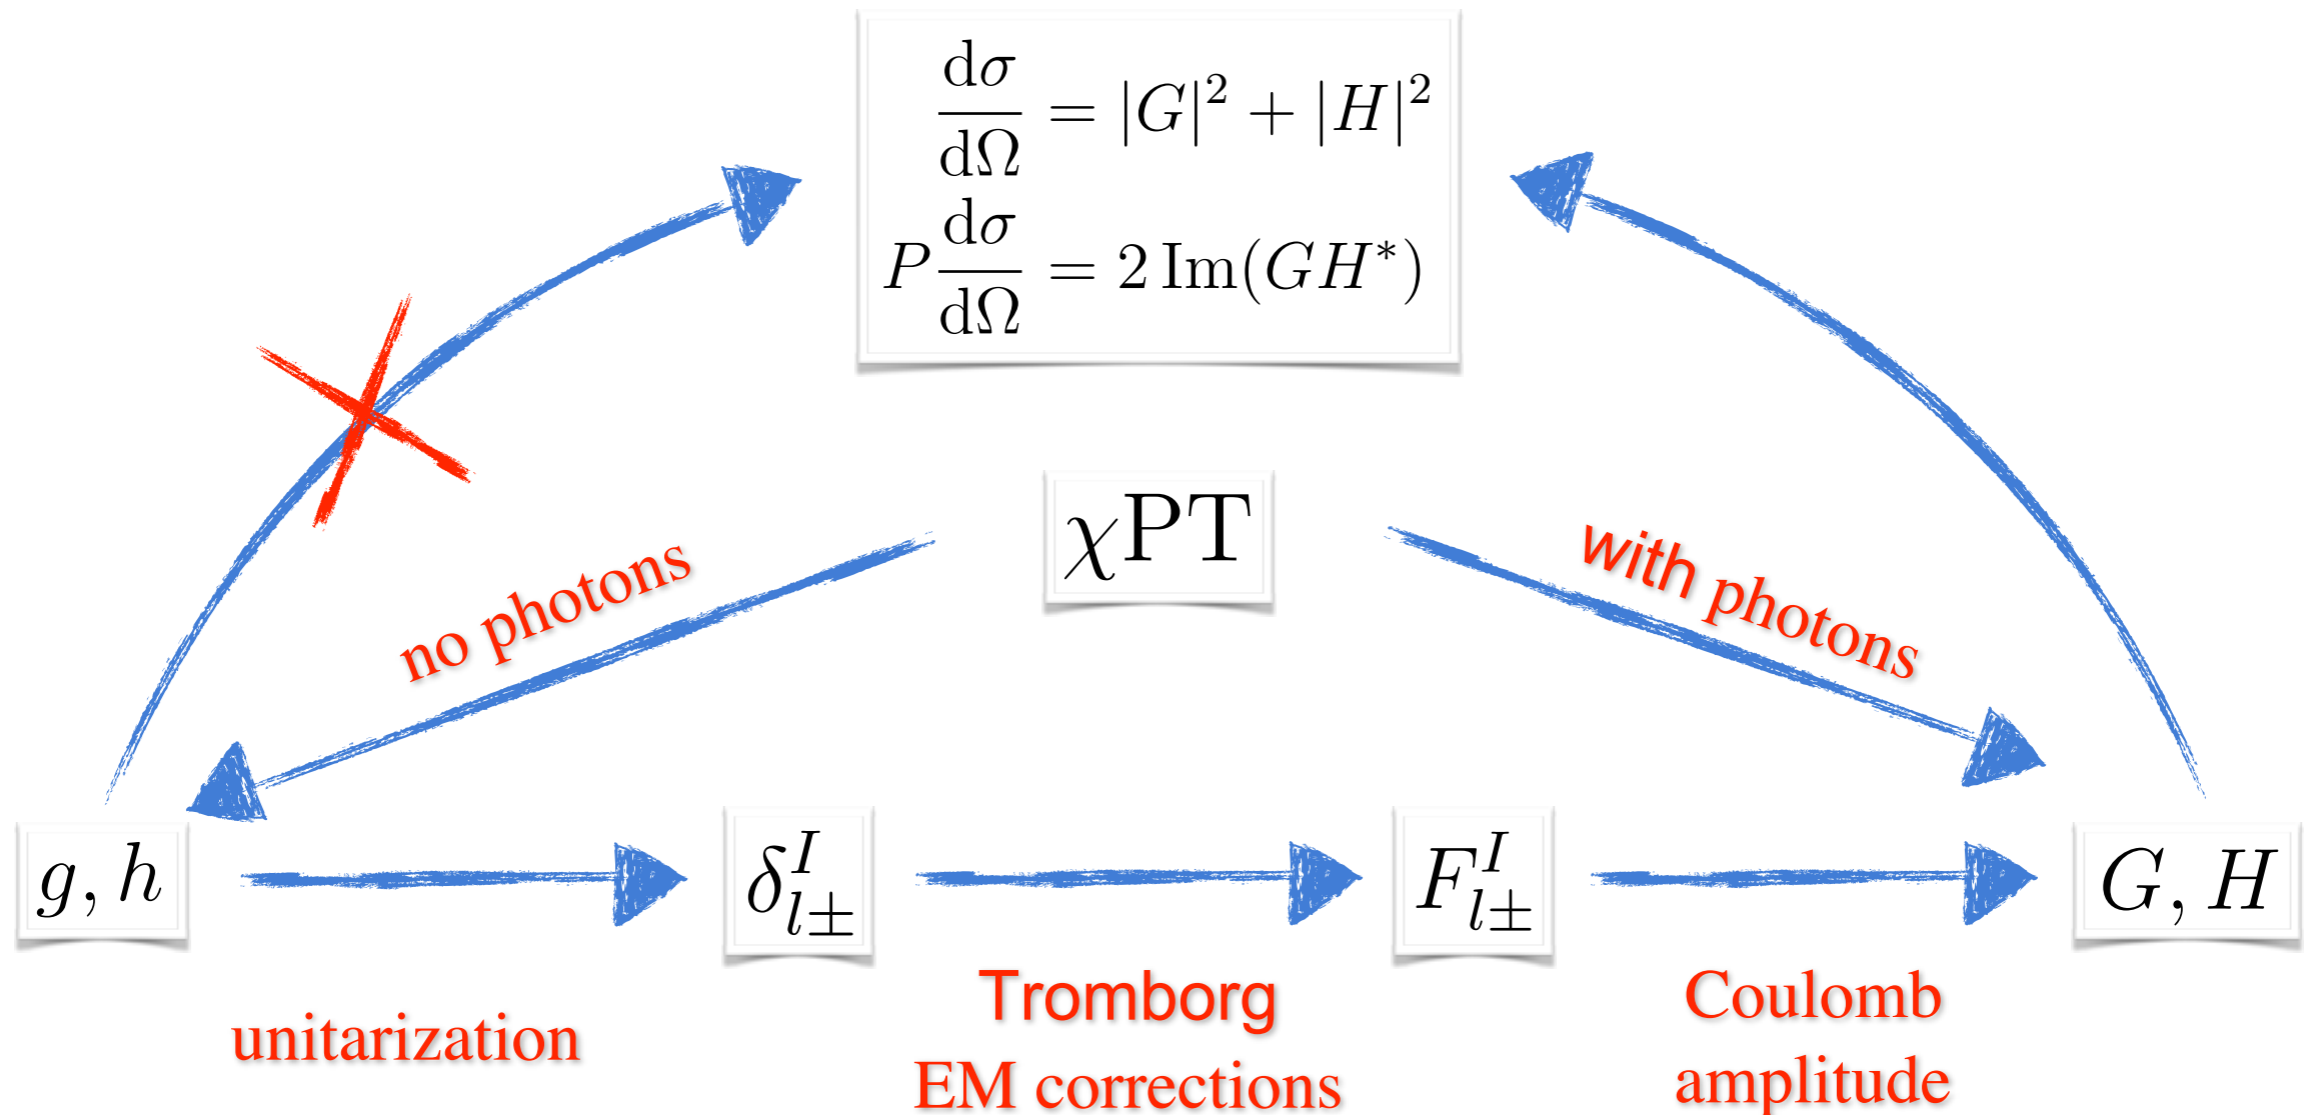 dσ/dΩ = |G|² + |H|²
P dσ/dΩ = 2 Im(GH*)
χPT
no photons
with photons
g, h
δ^I_{l±}
F^I_{l±}
G, H
unitarization
Tromborg
EM corrections
Coulomb
amplitude